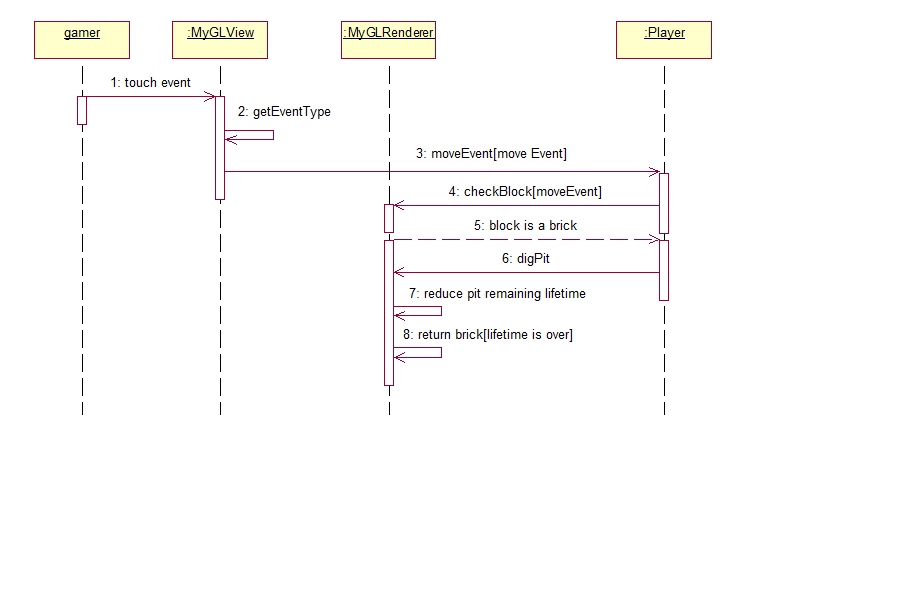 gamer
:MyGLView
:MyGLRenderer
:Player
1: touch event
2: getEventType
3: moveEvent[move Event]
4: checkBlock[moveEvent]
5: block is a brick
6: digPit
7: reduce pit remaining lifetime
8: return brick[lifetime is over]